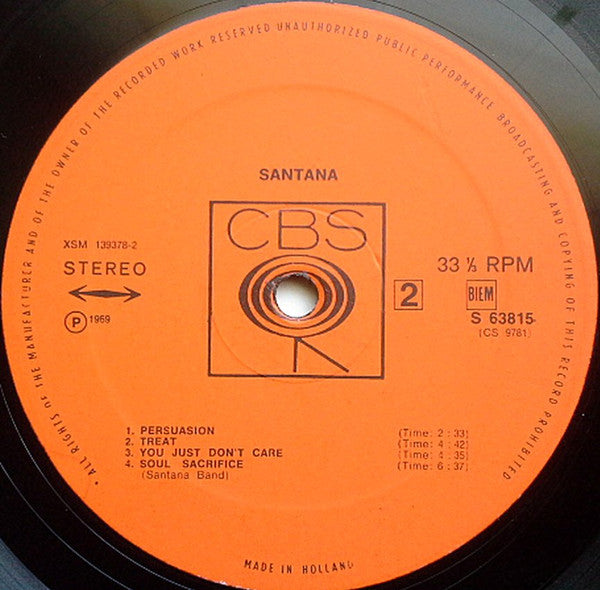 • ALL RIGHTS OF THE MANUFACTURER AND OF THE OWNER OF THE RECORDED WORK RESERVED UNAUTHORIZED PUBLIC PERFORMANCE BROADCASTING AND COPYING OF THIS RECORD PROHIBITED
SANTANA
CBS
XSM 139378-2
STEREO
33 ⅓ RPM
2
BIEM
Ⓟ 1969
S 63815
(CS 9781)
1. PERSUASION (Time: 2 : 33)
2. TREAT (Time: 4 : 42)
3. YOU JUST DON'T CARE (Time: 4 : 35)
4. SOUL SACRIFICE (Time: 6 : 37)
(Santana Band)
MADE IN HOLLAND